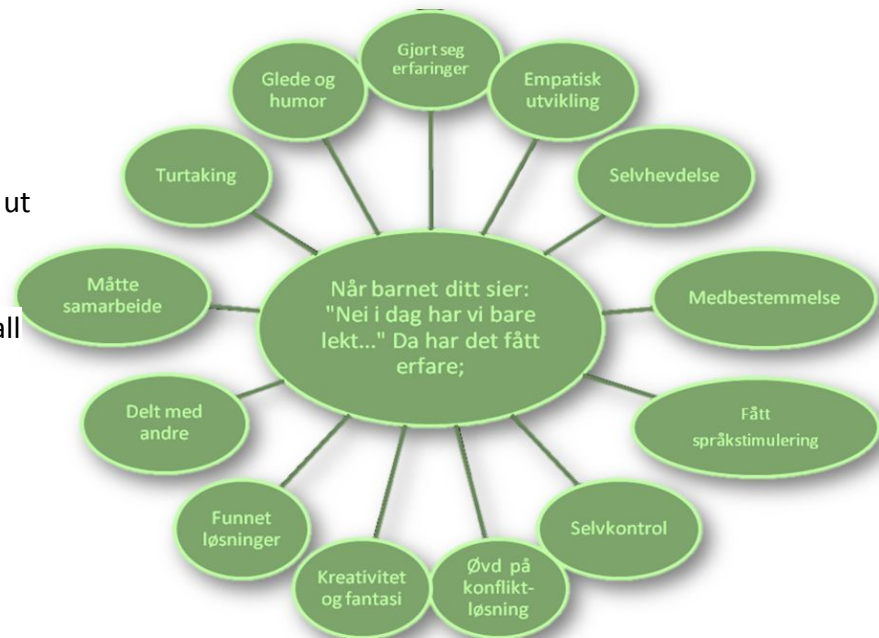 Gjort seg
erfaringer
Empatisk
utvikling
Selvhevdelse
Medbestemmelse
Fått
språkstimulering
Selvkontrol
Øvd på
konflikt-
løsning
Kreativitet
og fantasi
Funnet
løsninger
Delt med
andre
Måtte
samarbeide
Turtaking
Glede og
humor
Når barnet ditt sier:
"Nei i dag har vi bare
lekt..." Da har det fått
erfare;
ut
all